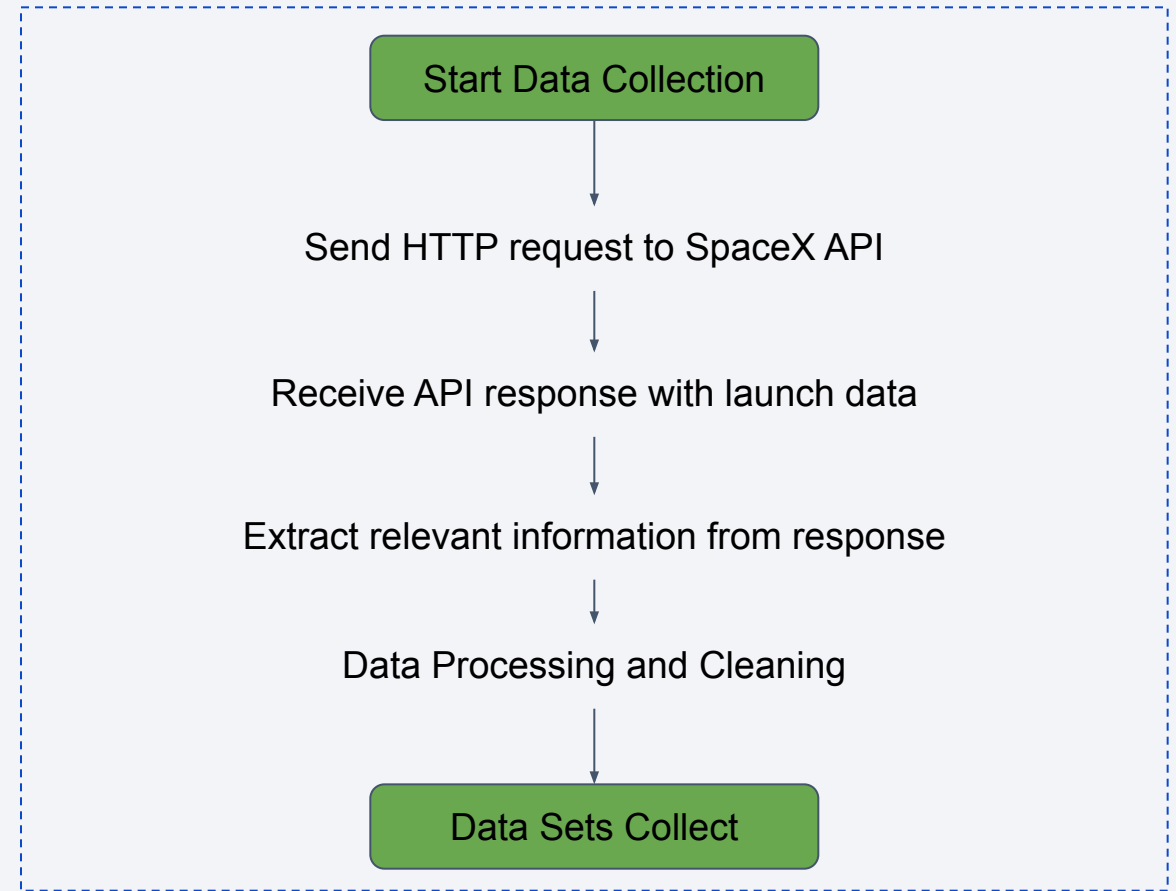 Start Data Collection
Send HTTP request to SpaceX API
Receive API response with launch data
Extract relevant information from response
Data Processing and Cleaning
Data Sets Collect